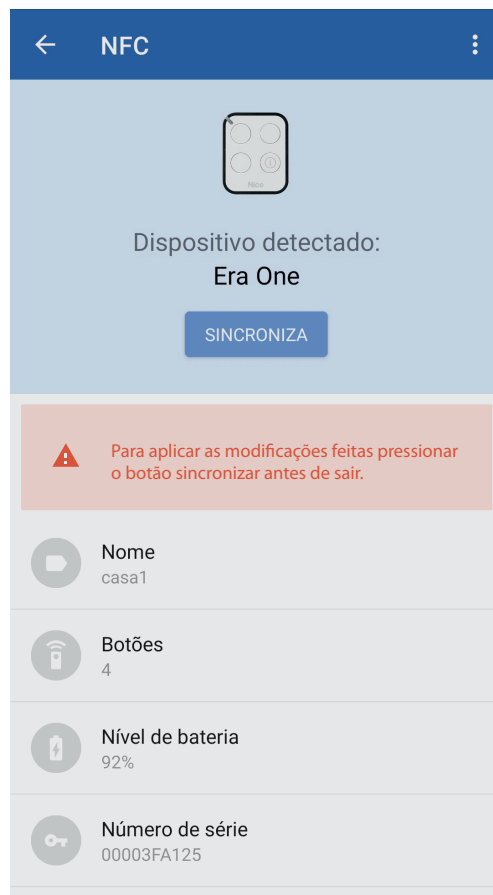 NFC
Nice
Dispositivo detectado:
Era One
SINCRONIZA
Para aplicar as modificações feitas pressionar
o botão sincronizar antes de sair.
Nome
casa1
Botões
4
Nível de bateria
92%
Número de série
00003FA125